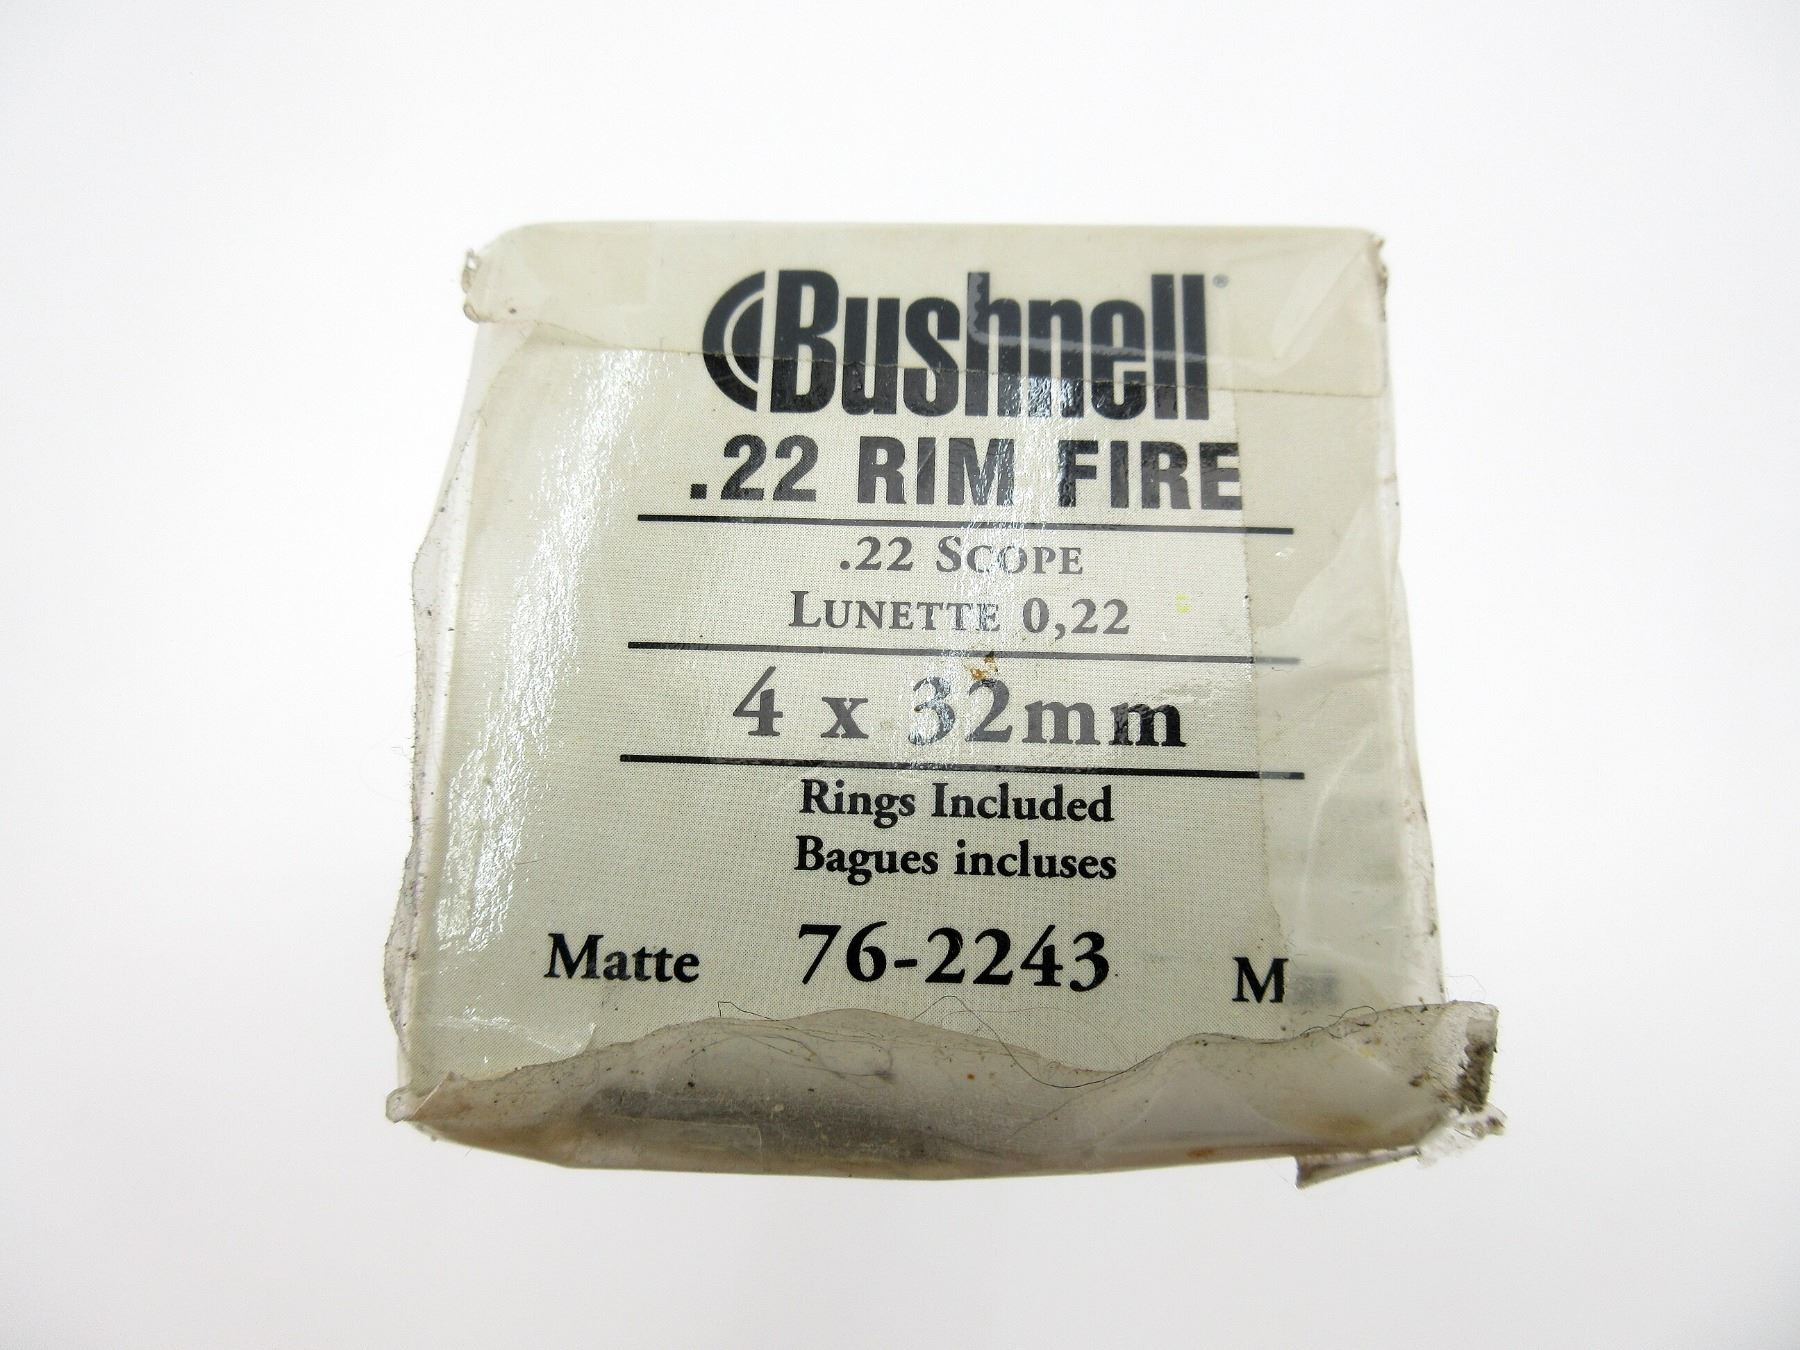 Bushnell®
.22 RIM FIRE
.22 SCOPE
LUNETTE 0,22
4 x 32mm
Rings Included
Bagues incluses
Matte 76-2243